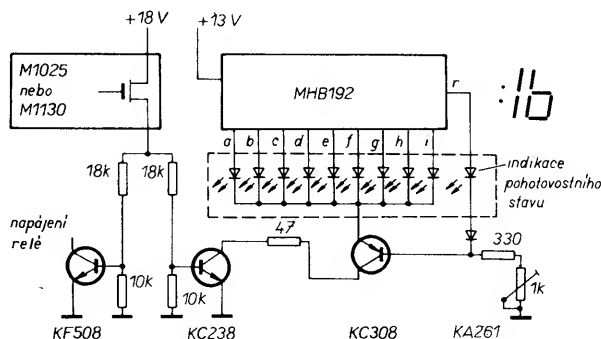 +18 V
+13 V
M1025
nebo
M1130
MHB192
r
:16
a b c d e f g h i
indikace
pohotovostního
stavu
18k
18k
napájení
relé
47
330
10k
10k
1k
KF508
KC238
KC308
KA261